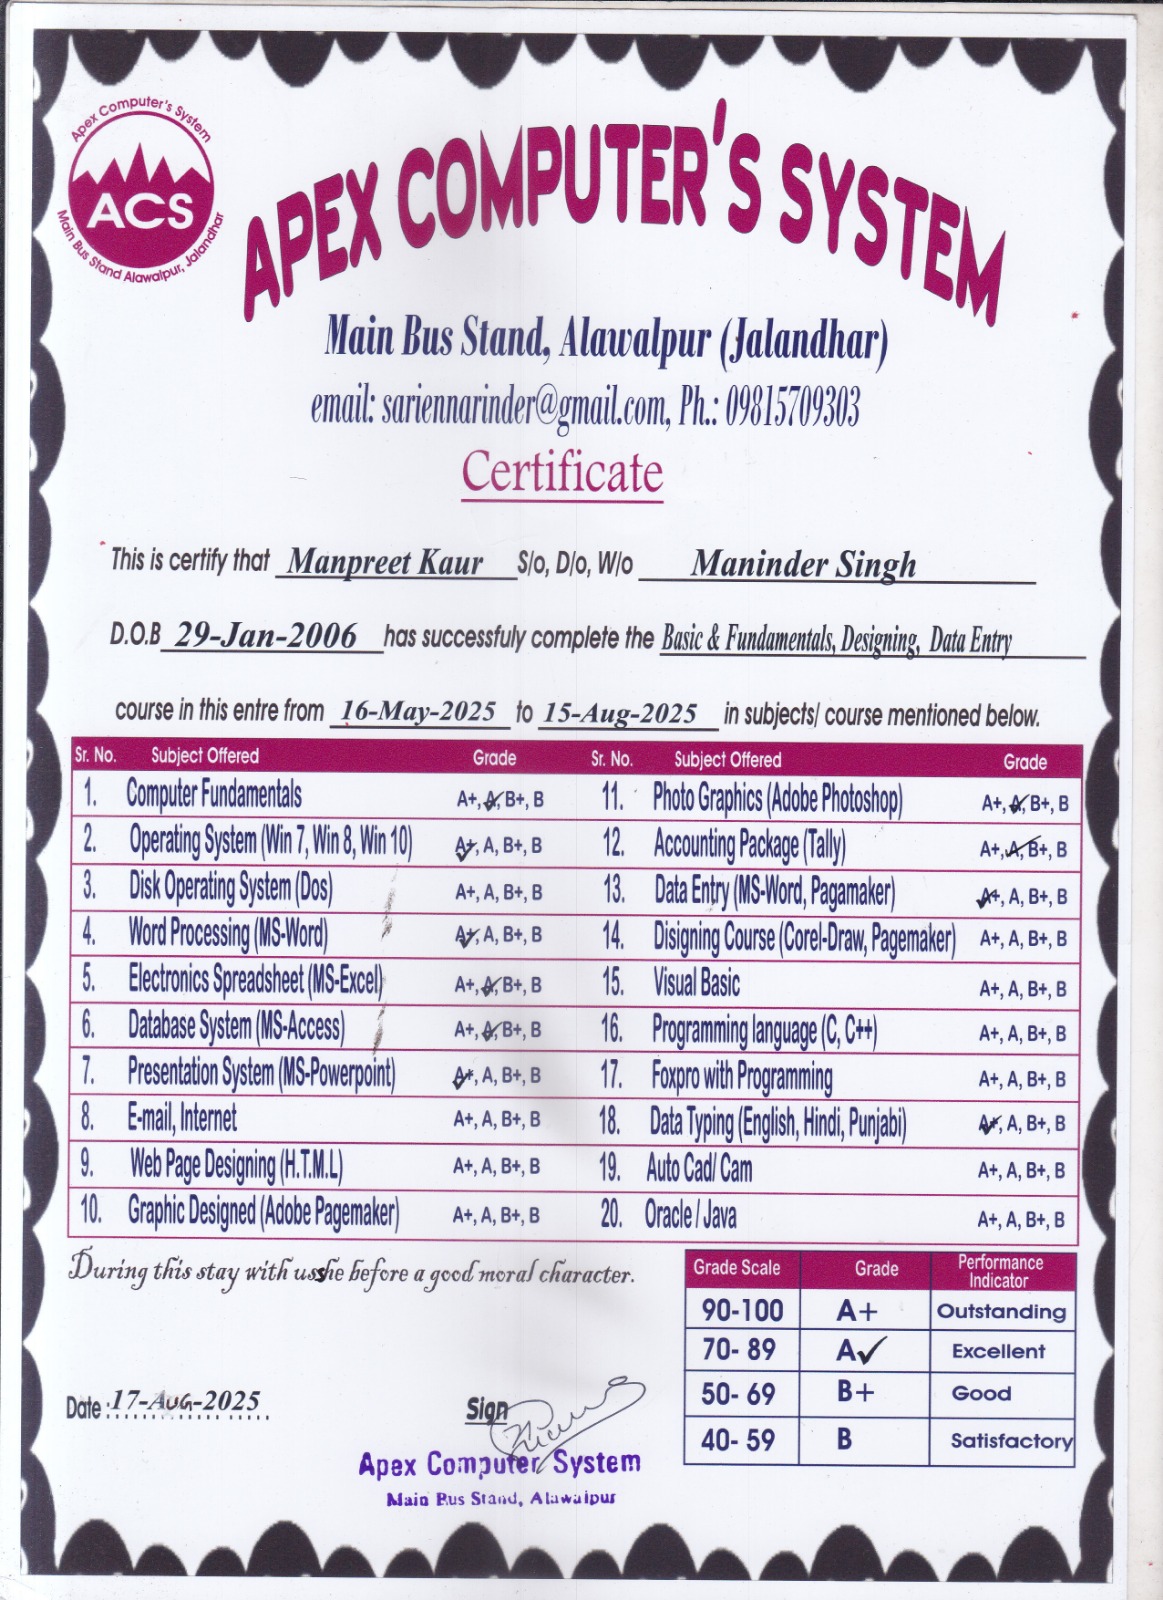 Apex Computer's System
ACS
Main Bus Stand Alawalpur, Jalandhar
APEX COMPUTER'S SYSTEM
Main Bus Stand, Alawalpur (Jalandhar)
email: sariennarinder@gmail.com, Ph.: 09815709303
Certificate
This is certify that Manpreet Kaur S/o, D/o, W/o Maninder Singh
D.O.B 29-Jan-2006 has successfuly complete the Basic & Fundamentals, Designing, Data Entry
course in this entre from 16-May-2025 to 15-Aug-2025 in subjects/ course mentioned below.
Sr. No. Subject Offered Grade Sr. No. Subject Offered Grade
1. Computer Fundamentals A+, A, B+, B 11. Photo Graphics (Adobe Photoshop) A+, A, B+, B
2. Operating System (Win 7, Win 8, Win 10) A+, A, B+, B 12. Accounting Package (Tally) A+, A, B+, B
3. Disk Operating System (Dos) A+, A, B+, B 13. Data Entry (MS-Word, Pagamaker) A+, A, B+, B
4. Word Processing (MS-Word) A+, A, B+, B 14. Disigning Course (Corel-Draw, Pagemaker) A+, A, B+, B
5. Electronics Spreadsheet (MS-Excel) A+, A, B+, B 15. Visual Basic A+, A, B+, B
6. Database System (MS-Access) A+, A, B+, B 16. Programming language (C, C++) A+, A, B+, B
7. Presentation System (MS-Powerpoint) A+, A, B+, B 17. Foxpro with Programming A+, A, B+, B
8. E-mail, Internet A+, A, B+, B 18. Data Typing (English, Hindi, Punjabi) A+, A, B+, B
9. Web Page Designing (H.T.M.L) A+, A, B+, B 19. Auto Cad/ Cam A+, A, B+, B
10. Graphic Designed (Adobe Pagemaker) A+, A, B+, B 20. Oracle / Java A+, A, B+, B
During this stay with us she before a good moral character.
Grade Scale Grade Performance Indicator
90-100 A+ Outstanding
70- 89 A Excellent
50- 69 B+ Good
40- 59 B Satisfactory
Date : 17-AUG-2025 Sign
Apex Computer System
Main Bus Stand, Alawalpur